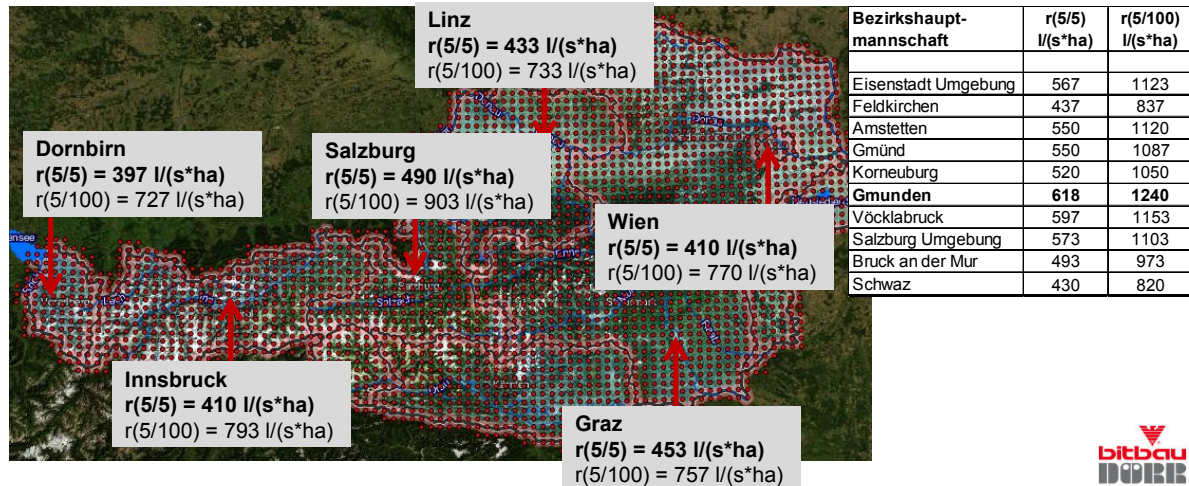 Linz
r(5/5) = 433 l/(s*ha)
r(5/100) = 733 l/(s*ha)
Dornbirn
r(5/5) = 397 l/(s*ha)
r(5/100) = 727 l/(s*ha)
Salzburg
r(5/5) = 490 l/(s*ha)
r(5/100) = 903 l/(s*ha)
Wien
r(5/5) = 410 l/(s*ha)
r(5/100) = 770 l/(s*ha)
Innsbruck
r(5/5) = 410 l/(s*ha)
r(5/100) = 793 l/(s*ha)
Graz
r(5/5) = 453 l/(s*ha)
r(5/100) = 757 l/(s*ha)
Donau
Lech
Drau
Bezirkshaupt- r(5/5) r(5/100)
mannschaft l/(s*ha) l/(s*ha)
Eisenstadt Umgebung 567 1123
Feldkirchen 437 837
Amstetten 550 1120
Gmünd 550 1087
Korneuburg 520 1050
Gmunden 618 1240
Vöcklabruck 597 1153
Salzburg Umgebung 573 1103
Bruck an der Mur 493 973
Schwaz 430 820
bitbau
DÖRR